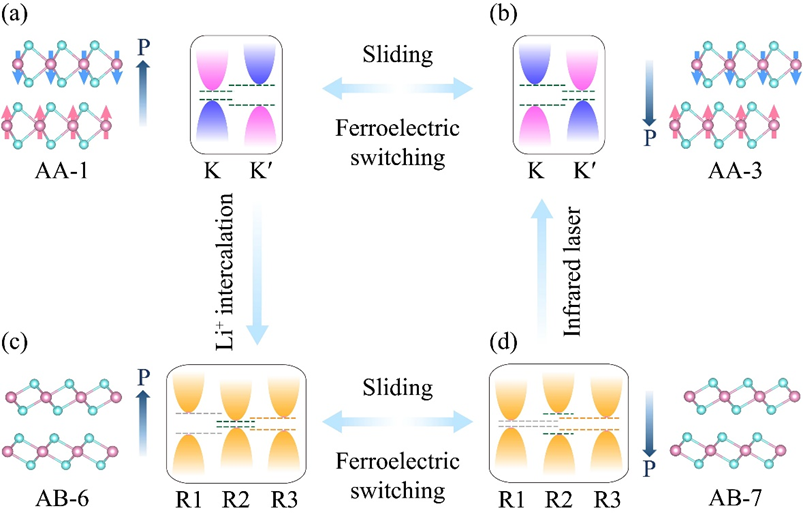 (a)
P
AA-1
K K′
Sliding
Ferroelectric
switching
(b)
K K′
P
AA-3
Li⁺ intercalation
Infrared laser
(c)
P
AB-6
R1 R2 R3
Sliding
Ferroelectric
switching
(d)
R1 R2 R3
P
AB-7